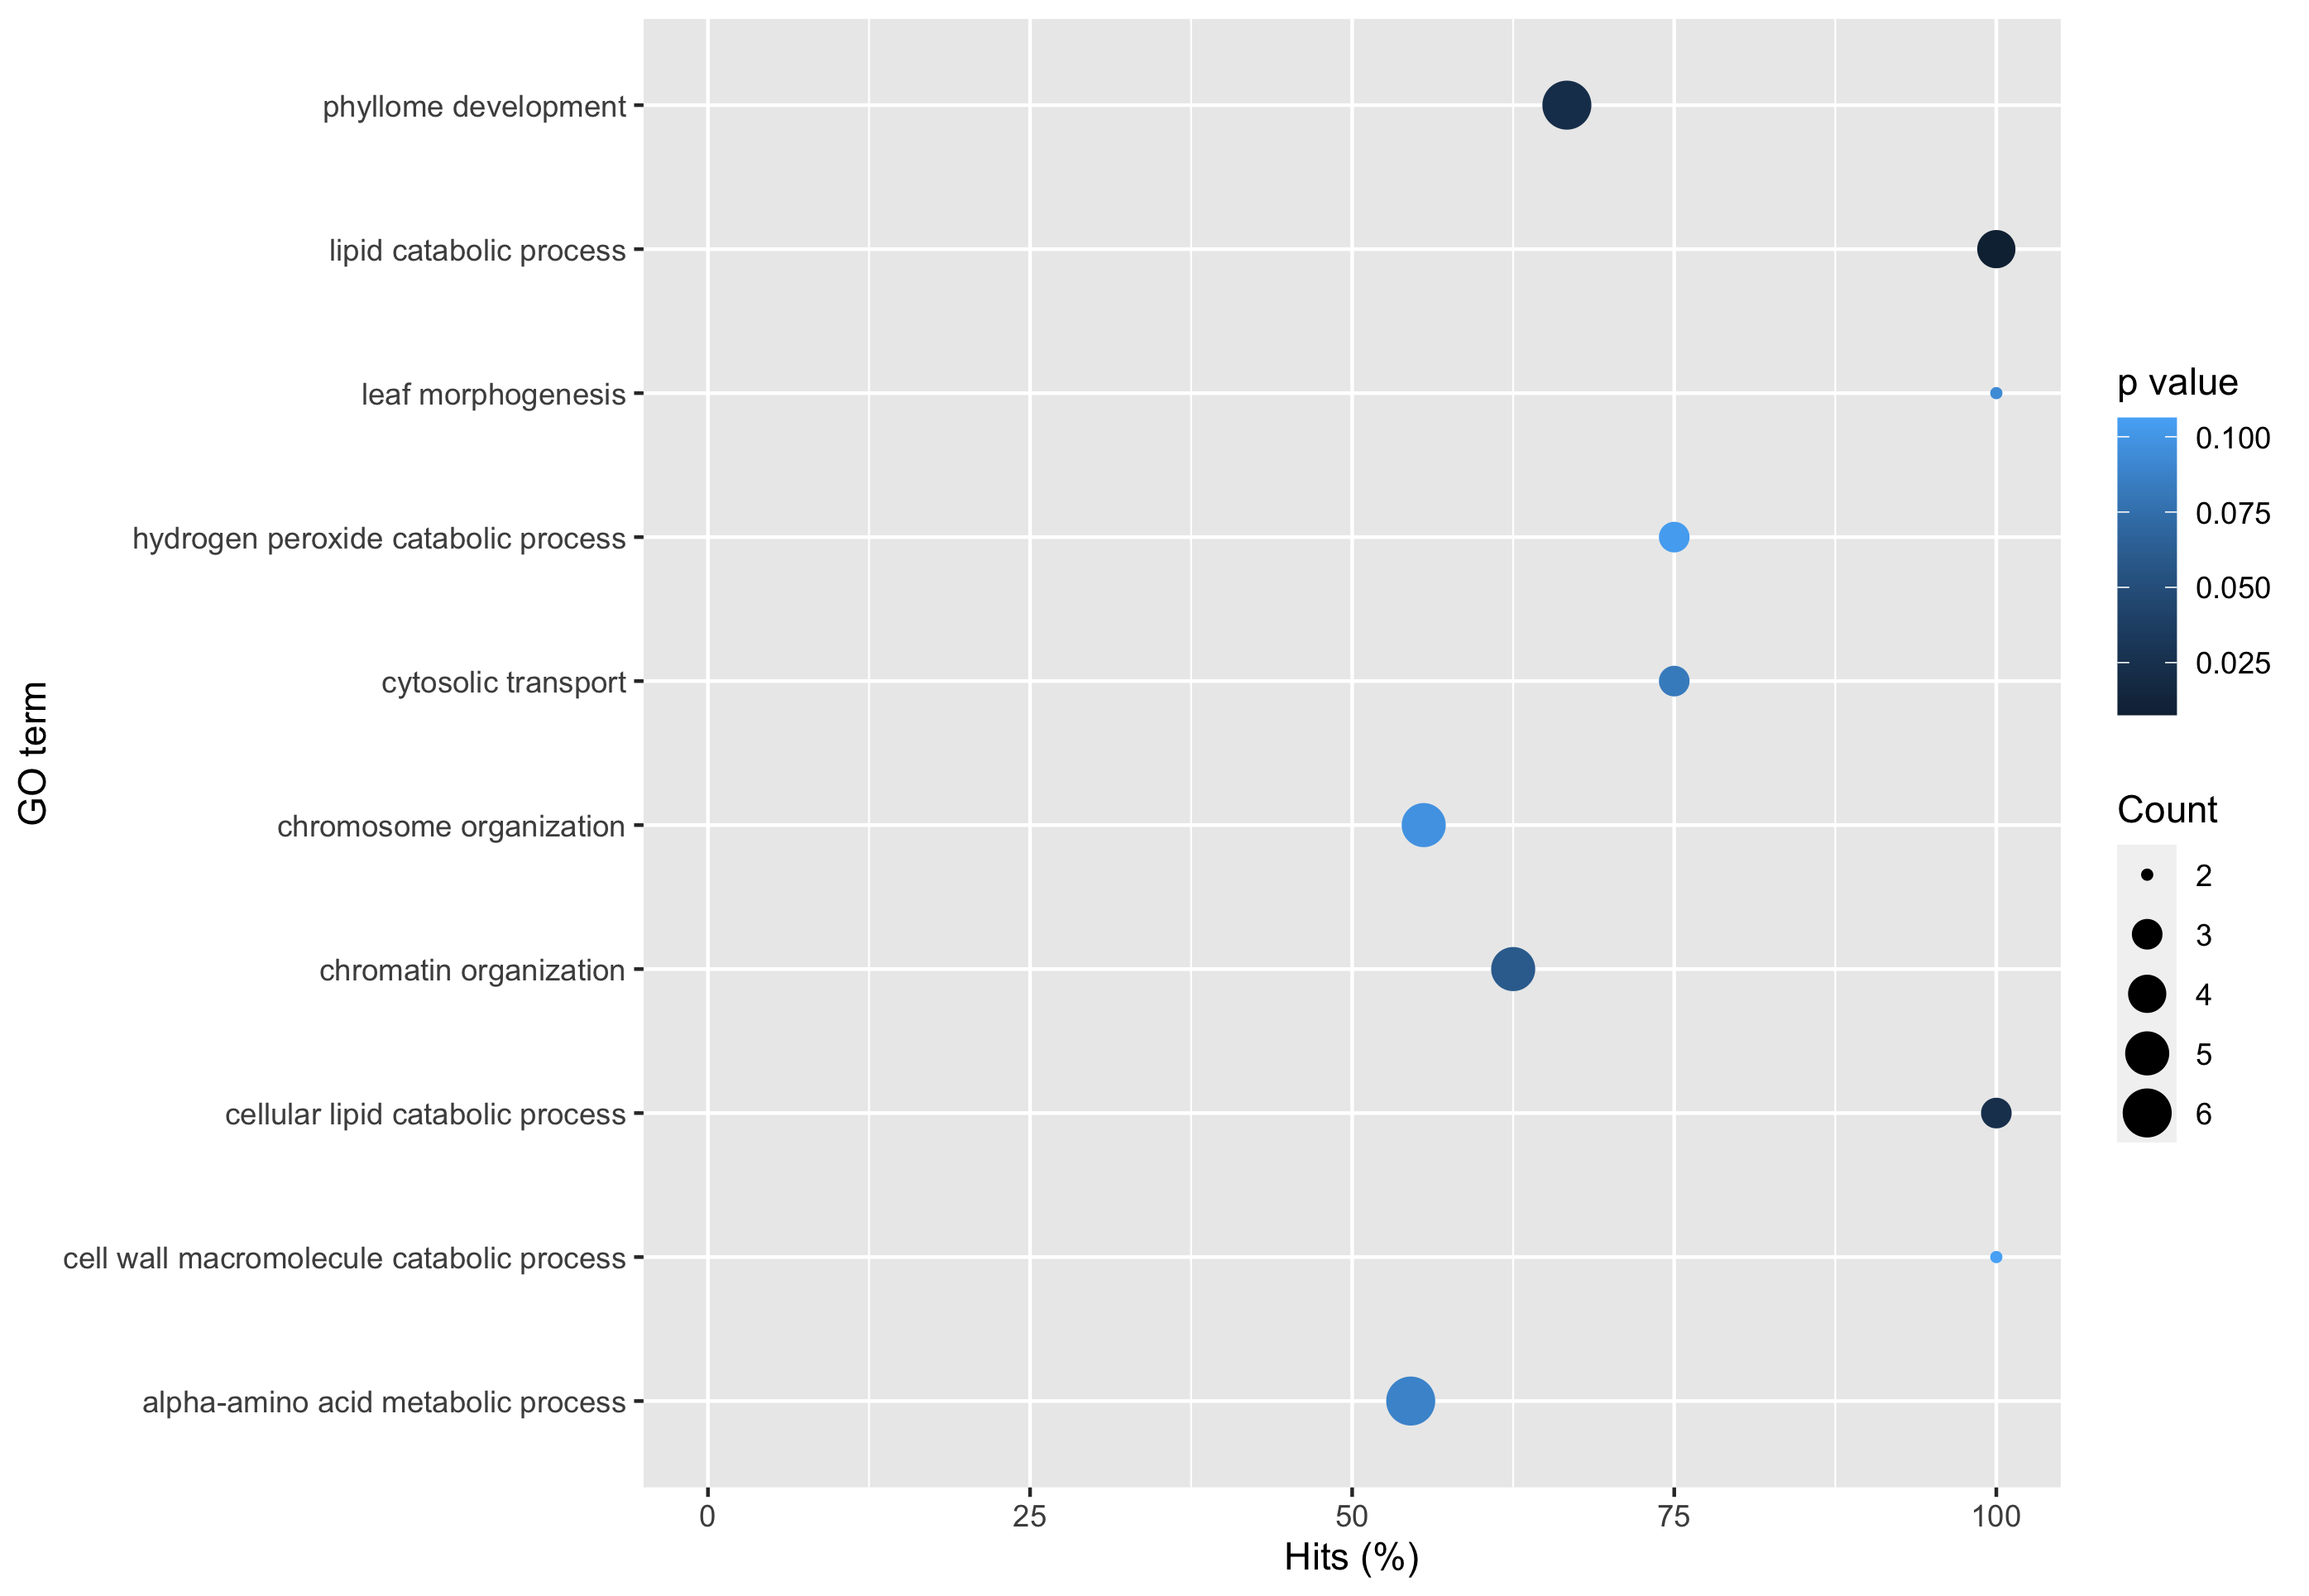 phyllome development
lipid catabolic process
leaf morphogenesis
hydrogen peroxide catabolic process
cytosolic transport
chromosome organization
chromatin organization
cellular lipid catabolic process
cell wall macromolecule catabolic process
alpha-amino acid metabolic process
GO term
0 25 50 75 100
Hits (%)
p value
0.100
0.075
0.050
0.025
Count
2
3
4
5
6